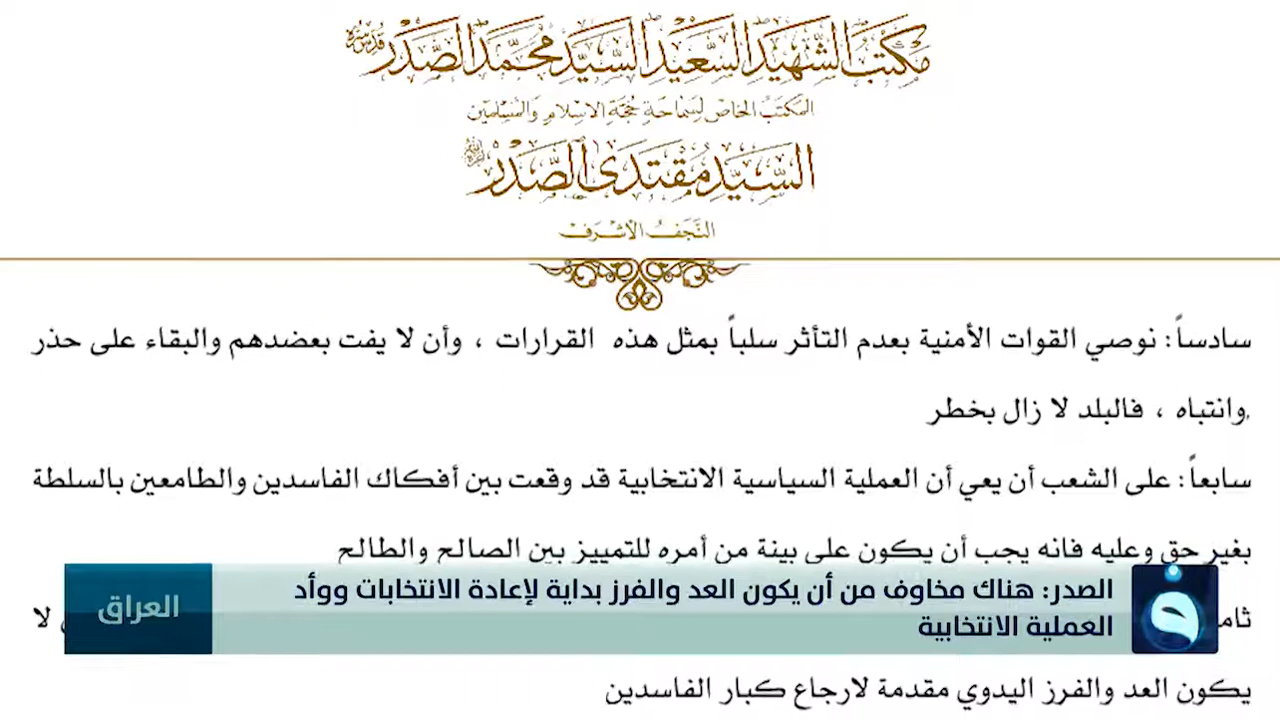 مكتب الشهيد السعيد السيد محمد الصدر
المكتب الخاص لسماحة حجة الاسلام والمسلمين
السيد مقتدى الصدر
النجف الأشرف
سادساً: نوصي القوات الأمنية بعدم التأثر سلباً بمثل هذه القرارات ، وأن لا يفت بعضدهم والبقاء على حذر
وانتباه ، فالبلد لا زال بخطر.
سابعاً: على الشعب أن يعي أن العملية السياسية الانتخابية قد وقعت بين أفكاك الفاسدين والطامعين بالسلطة
بغير حق وعليه فانه يجب أن يكون على بينة من أمره للتمييز بين الصالح والطالح
لا
يكون العد والفرز اليدوي مقدمة لارجاع كبار الفاسدين
الصدر: هناك مخاوف من أن يكون العد والفرز بداية لإعادة الانتخابات ووأد
العملية الانتخابية
العراق